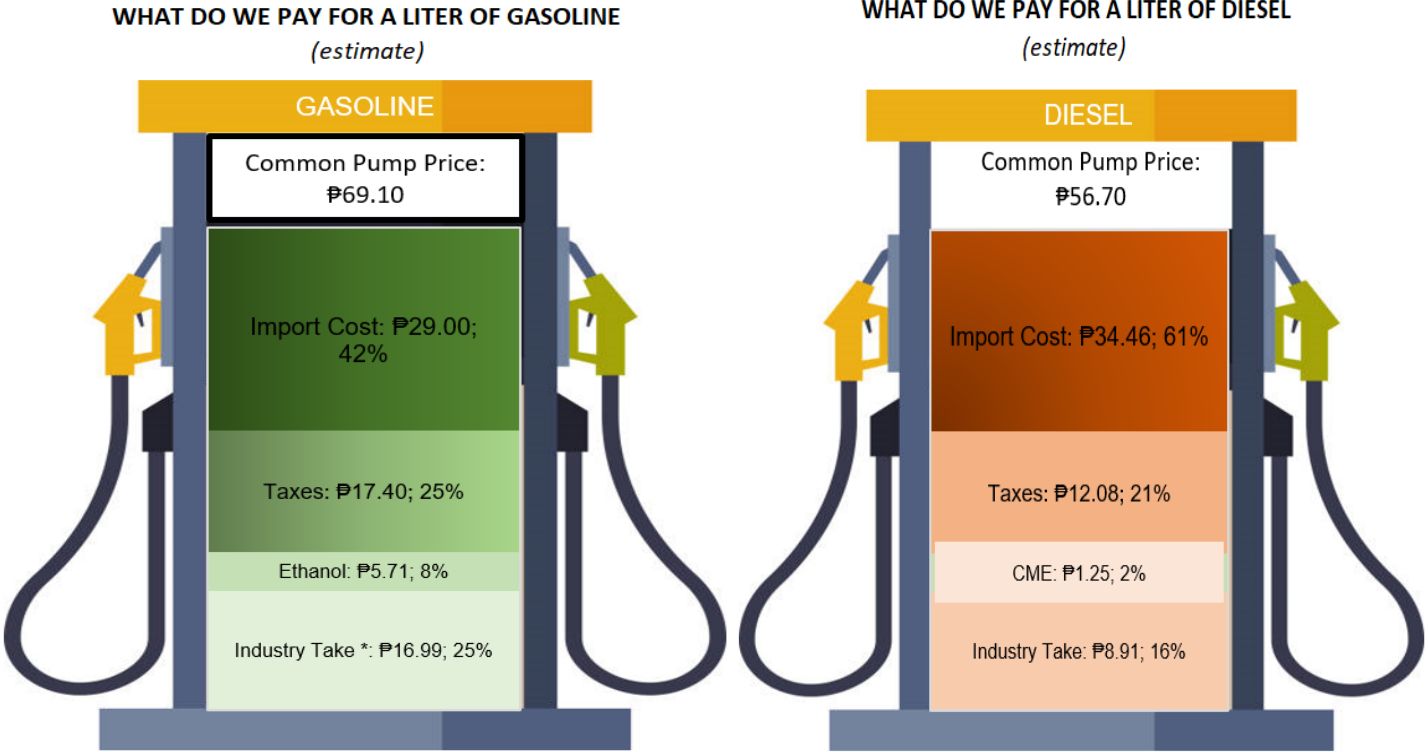 WHAT DO WE PAY FOR A LITER OF GASOLINE
(estimate)
GASOLINE
Common Pump Price:
₱69.10
Import Cost: ₱29.00;
42%
Taxes: ₱17.40; 25%
Ethanol: ₱5.71; 8%
Industry Take *: ₱16.99; 25%
WHAT DO WE PAY FOR A LITER OF DIESEL
(estimate)
DIESEL
Common Pump Price:
₱56.70
Import Cost: ₱34.46; 61%
Taxes: ₱12.08; 21%
CME: ₱1.25; 2%
Industry Take: ₱8.91; 16%